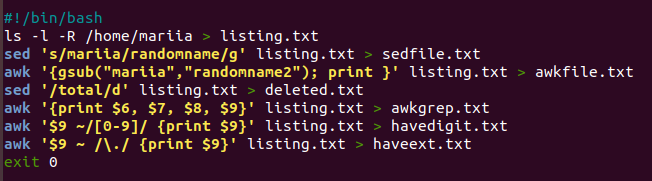 #!/bin/bash
ls -l -R /home/mariia > listing.txt
sed 's/mariia/randomname/g' listing.txt > sedfile.txt
awk '{gsub("mariia","randomname2"); print }' listing.txt > awkfile.txt
sed '/total/d' listing.txt > deleted.txt
awk '{print $6, $7, $8, $9}' listing.txt > awkgrep.txt
awk '$9 ~/[0-9]/ {print $9}' listing.txt > havedigit.txt
awk '$9 ~ /\./ {print $9}' listing.txt > haveext.txt
exit 0